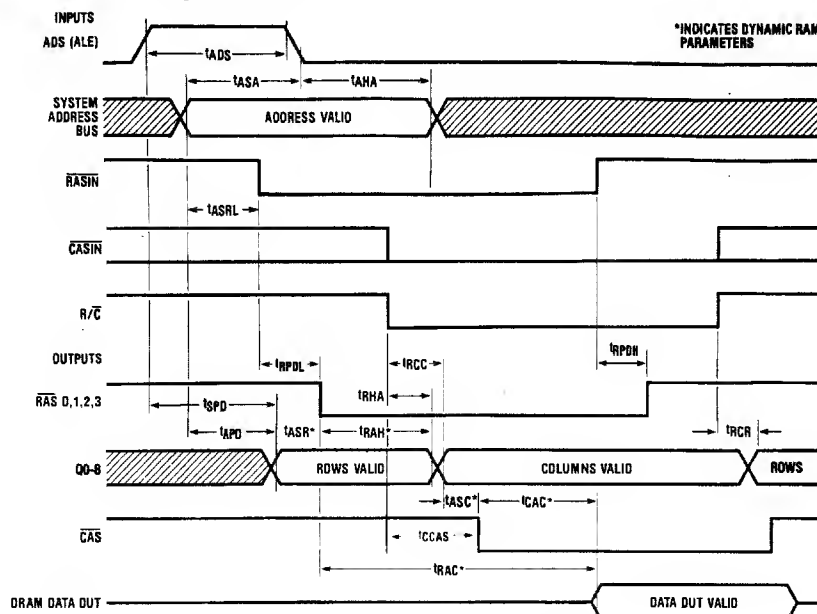 INPUTS
ADS (ALE)
*INDICATES DYNAMIC RAM
PARAMETERS
tADS
tASA
tAHA
SYSTEM
ADDRESS
BUS
ADDRESS VALID
RASIN
tASRL
CASIN
R/C
OUTPUTS
tRPDL
tRCC
tRPDH
RAS 0,1,2,3
tSPD
tRHA
tAPD
tASR*
tRAH*
tRCR
Q0-8
ROWS VALID
COLUMNS VALID
ROWS
tASC*
tCAC*
CAS
tCCAS
tRAC*
DRAM DATA OUT
DATA OUT VALID